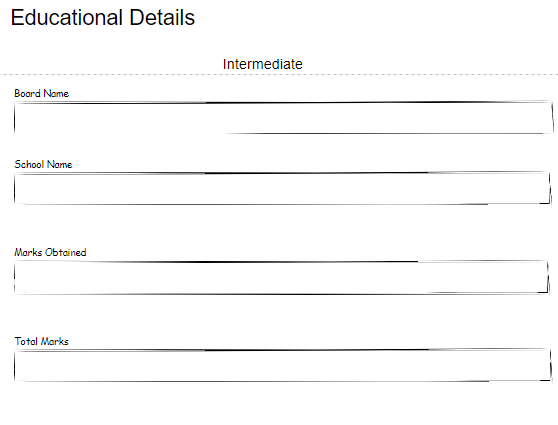 Educational Details
Intermediate
Board Name
School Name
Marks Obtained
Total Marks